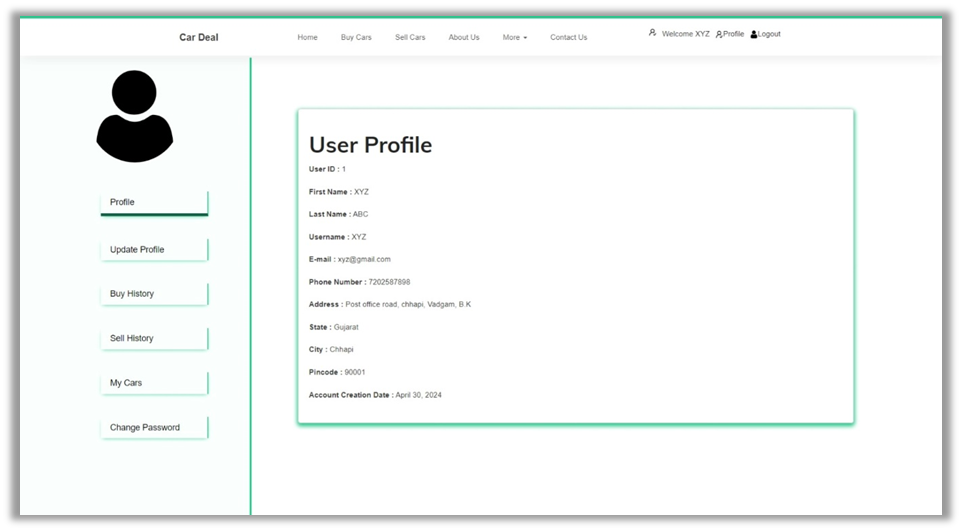 Car Deal
Home Buy Cars Sell Cars About Us More Contact Us
Welcome XYZ Profile Logout
Profile
Update Profile
Buy History
Sell History
My Cars
Change Password
User Profile
User ID : 1
First Name : XYZ
Last Name : ABC
Username : XYZ
E-mail : xyz@gmail.com
Phone Number : 7202587898
Address : Post office road, chhapi, Vadgam, B.K
State : Gujarat
City : Chhapi
Pincode : 90001
Account Creation Date : April 30, 2024